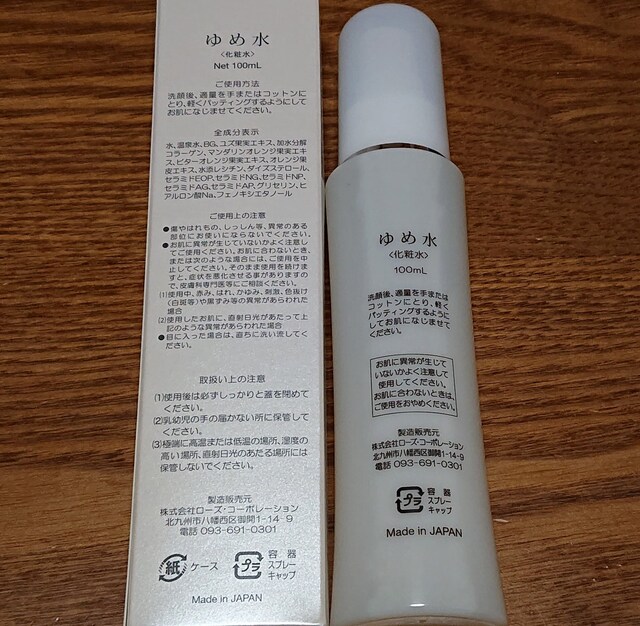 ゆめ水
〈化粧水〉
Net 100mL
ご使用方法
洗顔後、適量を手またはコットンに
とり、軽くパッティングするようにして
お肌になじませてください。
全成分表示
水、温泉水、BG、ユズ果実エキス、加水分解
コラーゲン、マンダリンオレンジ果実エキ
ス、ビターオレンジ果実エキス、オレンジ果
皮エキス、水添レシチン、ダイズステロール、
セラミドEOP、セラミドNG、セラミドNP、
セラミドAG、セラミドAP、グリセリン、ヒ
アルロン酸Na、フェノキシエタノール
ご使用上の注意
●傷やはれもの、しっしん等、異常のある
部位にお使いにならないでください。
●お肌に異常が生じていないかよく注意し
てご使用ください。お肌に合わないとき、
または次のような場合には、ご使用を中
止してください。そのまま使用を続けま
すと、症状を悪化させる事がありますの
で、皮膚科専門医等にご相談ください。
(1)使用中、赤み、はれ、かゆみ、刺激、色抜け
(白斑等)や黒ずみ等の異常があらわれた
場合
(2)使用したお肌に、直射日光があたって上
記のような異常があらわれた場合
●目に入った場合は、直ちに洗い流してく
ださい。
取扱い上の注意
(1)使用後は必ずしっかりと蓋を閉めて
ください。
(2)乳幼児の手の届かない所に保管して
ください。
(3)極端に高温または低温の場所、湿度の
高い場所、直射日光のあたる場所には
保管しないでください。
製造販売元
株式会社ローズ・コーポレーション
北九州市八幡西区御開1-14-9
電話 093-691-0301
紙 ケース
プラ 容器
スプレー
キャップ
Made in JAPAN
ゆめ水
〈化粧水〉
100mL
洗顔後、適量を手または
コットンにとり、軽く
パッティングするように
してお肌になじませて
ください。
お肌に異常が生じて
いないかよく注意して
使用してください。
お肌に合わないときは、
ご使用をおやめください。
製造販売元
株式会社ローズ・コーポレーション
北九州市八幡西区御開1-14-9
電話 093-691-0301
プラ 容器
スプレー
キャップ
Made in JAPAN